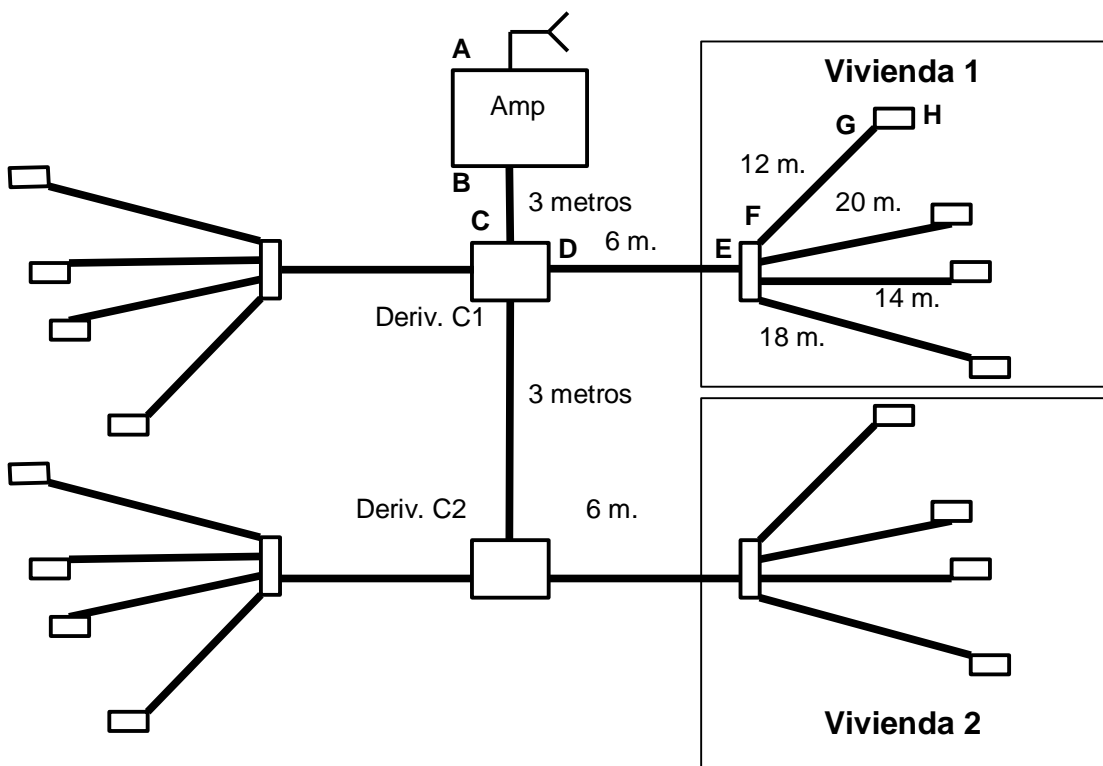 A
Amp
B
3 metros
C
D
6 m.
Deriv. C1
3 metros
Deriv. C2
6 m.
Vivienda 1
G
H
12 m.
20 m.
F
E
14 m.
18 m.
Vivienda 2